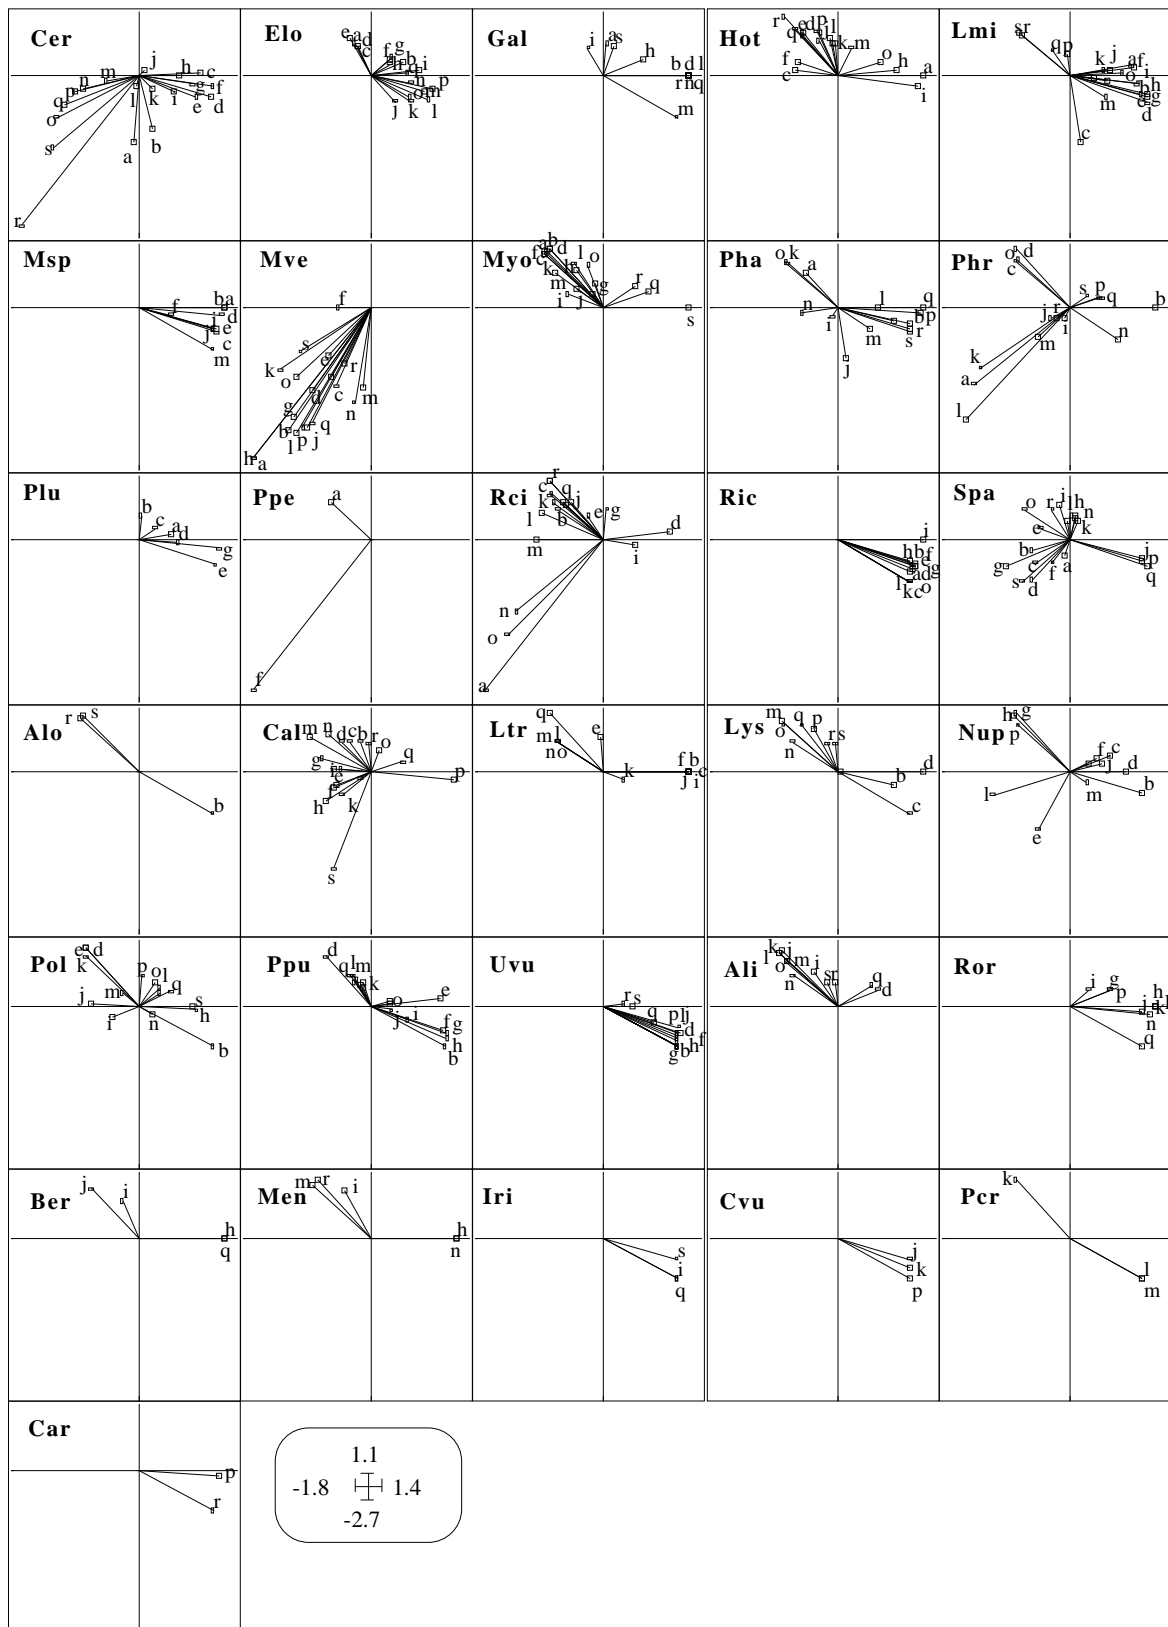 Cer
j
m
h
c
n
p
l
k
i
g
f
q
e
d
o
b
s
a
r
Elo
e
a
d
c
f
g
b
h
q
i
n
p
o
m
j
k
l
Gal
i
a
s
h
b d l
r n q
m
Hot
r
e d p
q
i l
k m
f
o
c
h
a
i
Lmi
s r
q p
k j
a f
o
i
b h
m
e g
d
c
Msp
f
b a
d
i
j
e
c
m
Mve
f
s
k
e
r
o
d
c
m
g
n
b
l
p
j
q
h a
Myo
a b
f
c
d
l
o
h
k
m
g
i
j
r
q
s
Pha
o k
a
n
i
l
q
b p
m
s
r
j
Phr
o d
c
s
p
q
b
j r i
m
n
k
a
l
Plu
b
c
a
d
g
e
Ppe
a
f
Rci
r
c
k q j
l
b
e
g
d
m
i
n
o
a
Ric
i
h b f
e
g
a d
l k c o
Spa
o r i
l h
n
e
k
b
a
j
p
g
c
f
q
s d
Alo
r s
b
Cal
m n
d c b r
o
g
q
i
e
p
f
h
k
s
Ltr
q
m l
n o
e
k
f b
j i c
Lys
m
o
q p
n
r s
d
b
c
Nup
h g
p
f c
j
d
m
b
l
e
Pol
e d
k
p
o l
m
q
j
s
h
i
n
b
Ppu
d
q l m
k
o
e
j i
f g
h
b
Uvu
r s
q
p l j
d
f
g b h
Ali
k j
l
o
m
i
n
s r
q
d
Ror
i
g
p
h
k l
j
n
q
Ber
j
i
h
q
Men
m r
i
h
n
Iri
s
i
q
Cvu
j
k
p
Pcr
k
l
m
Car
p
r
1.1
-1.8 1.4
-2.7